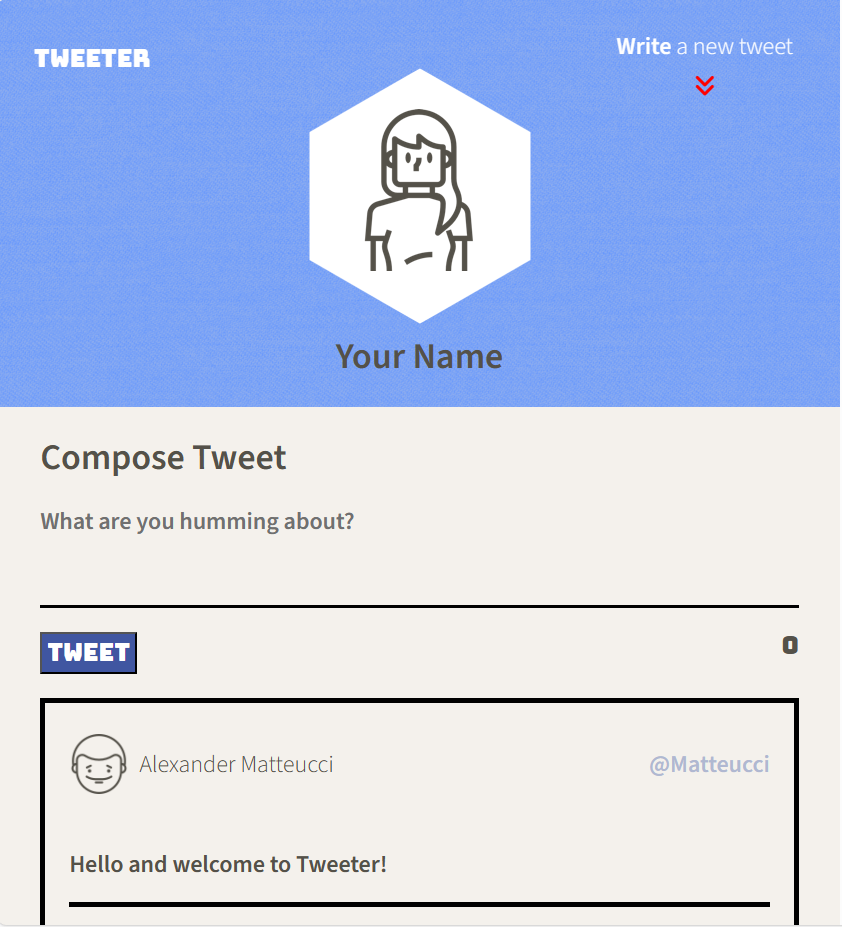 TWEETER
Write a new tweet
Your Name
Compose Tweet
What are you humming about?
TWEET
0
Alexander Matteucci
@Matteucci
Hello and welcome to Tweeter!